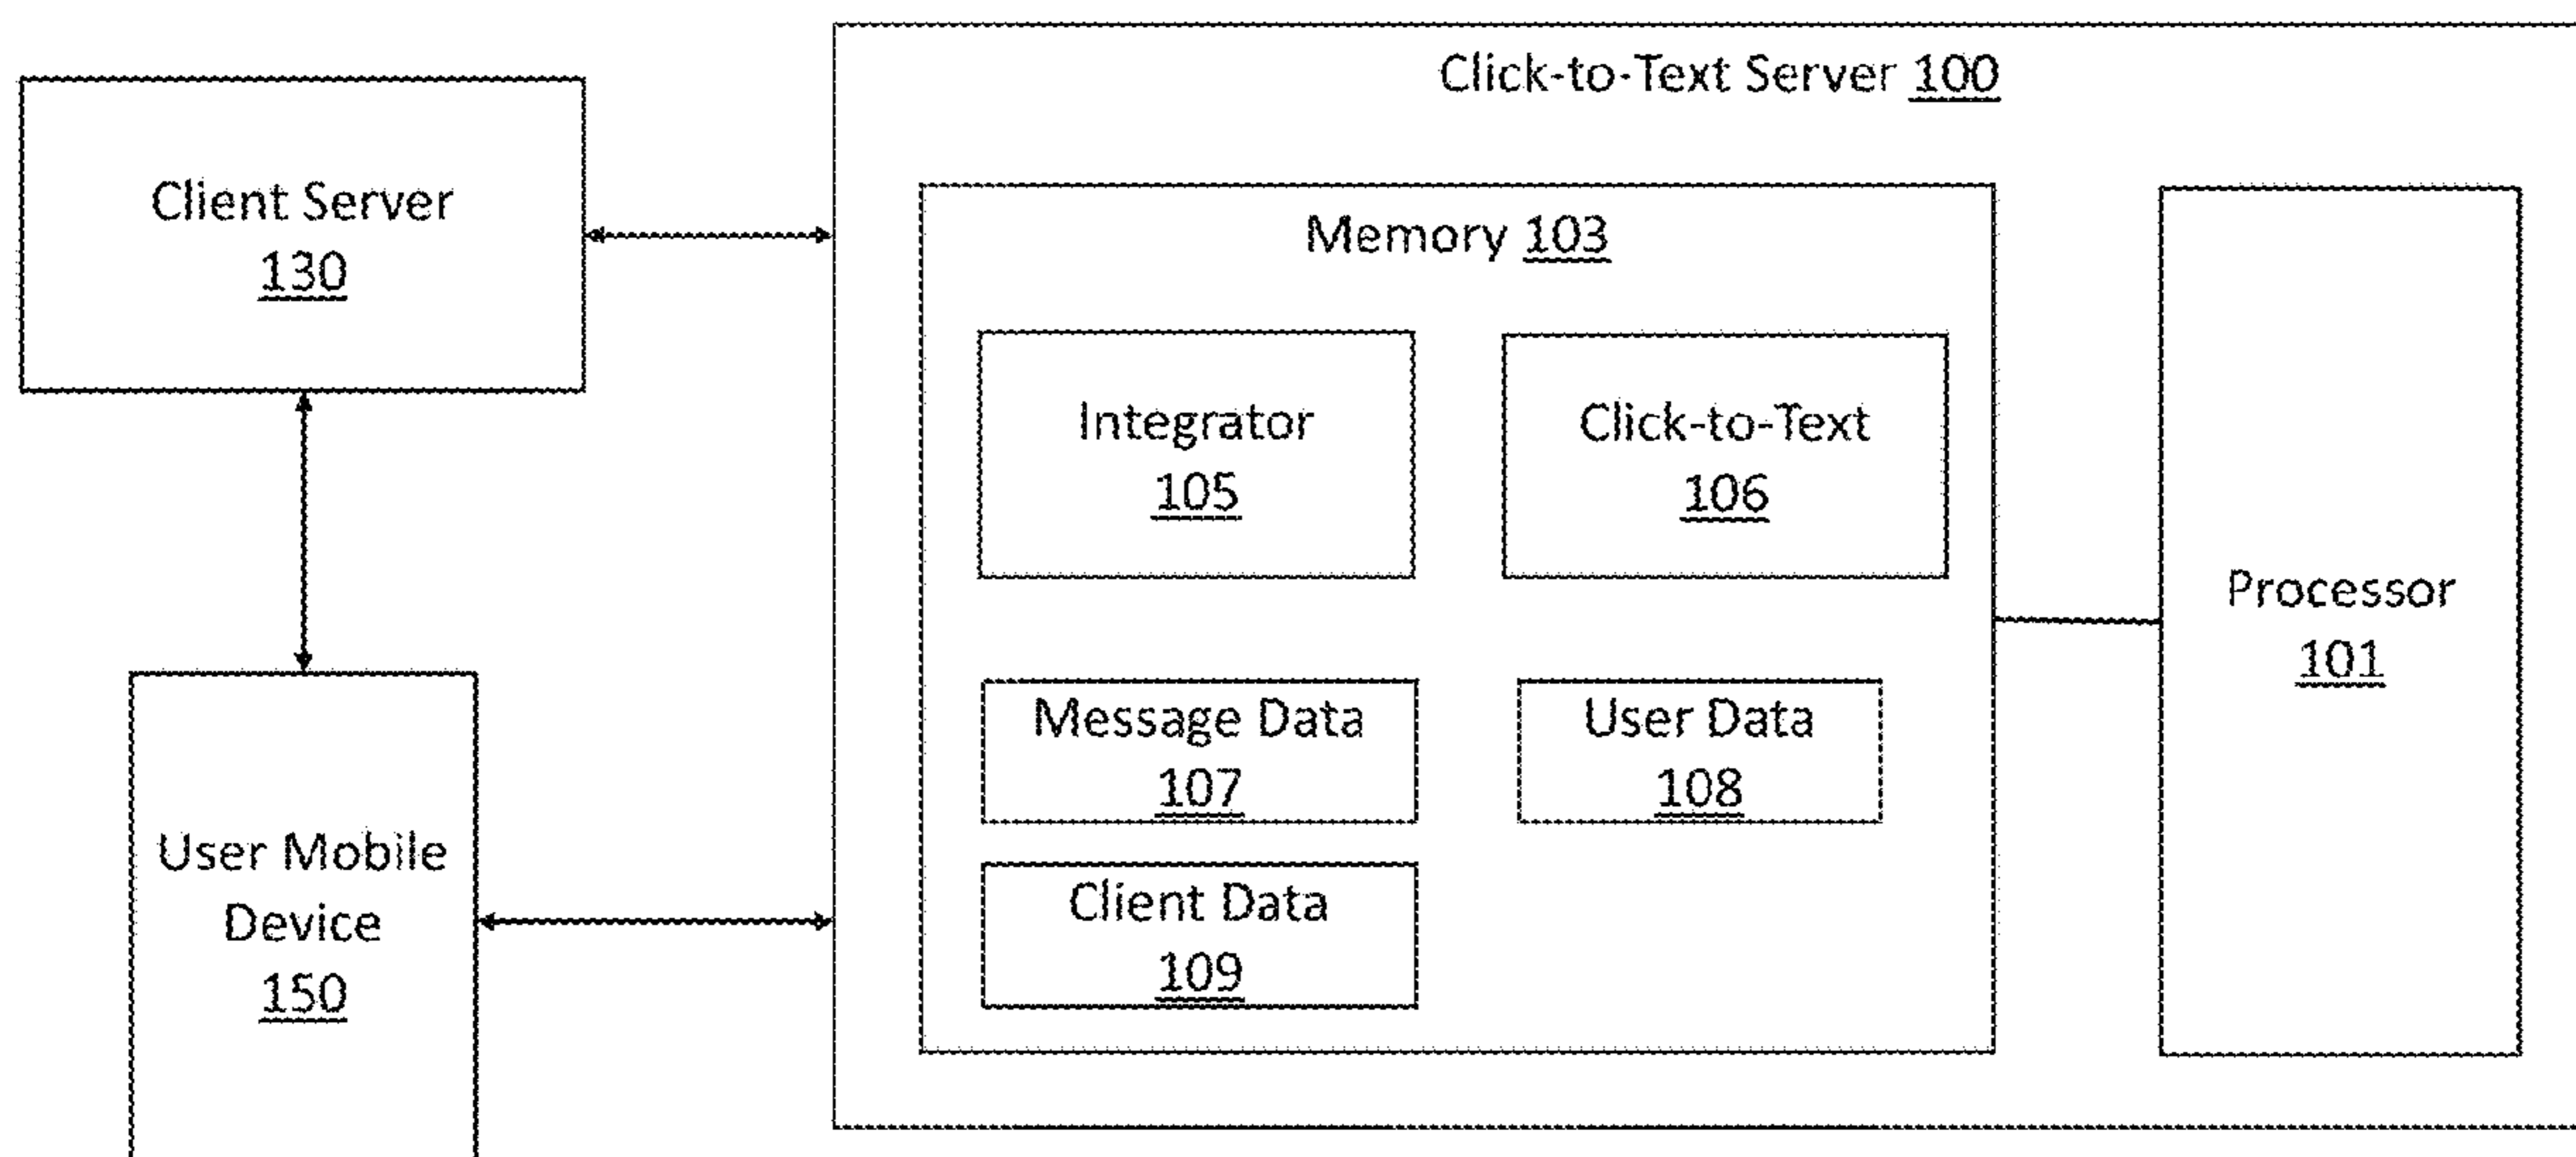 Click-to-Text Server 100
Client Server
130
Memory 103
Integrator
105
Click-to-Text
106
Processor
101
Message Data
107
User Data
108
User Mobile
Device
150
Client Data
109